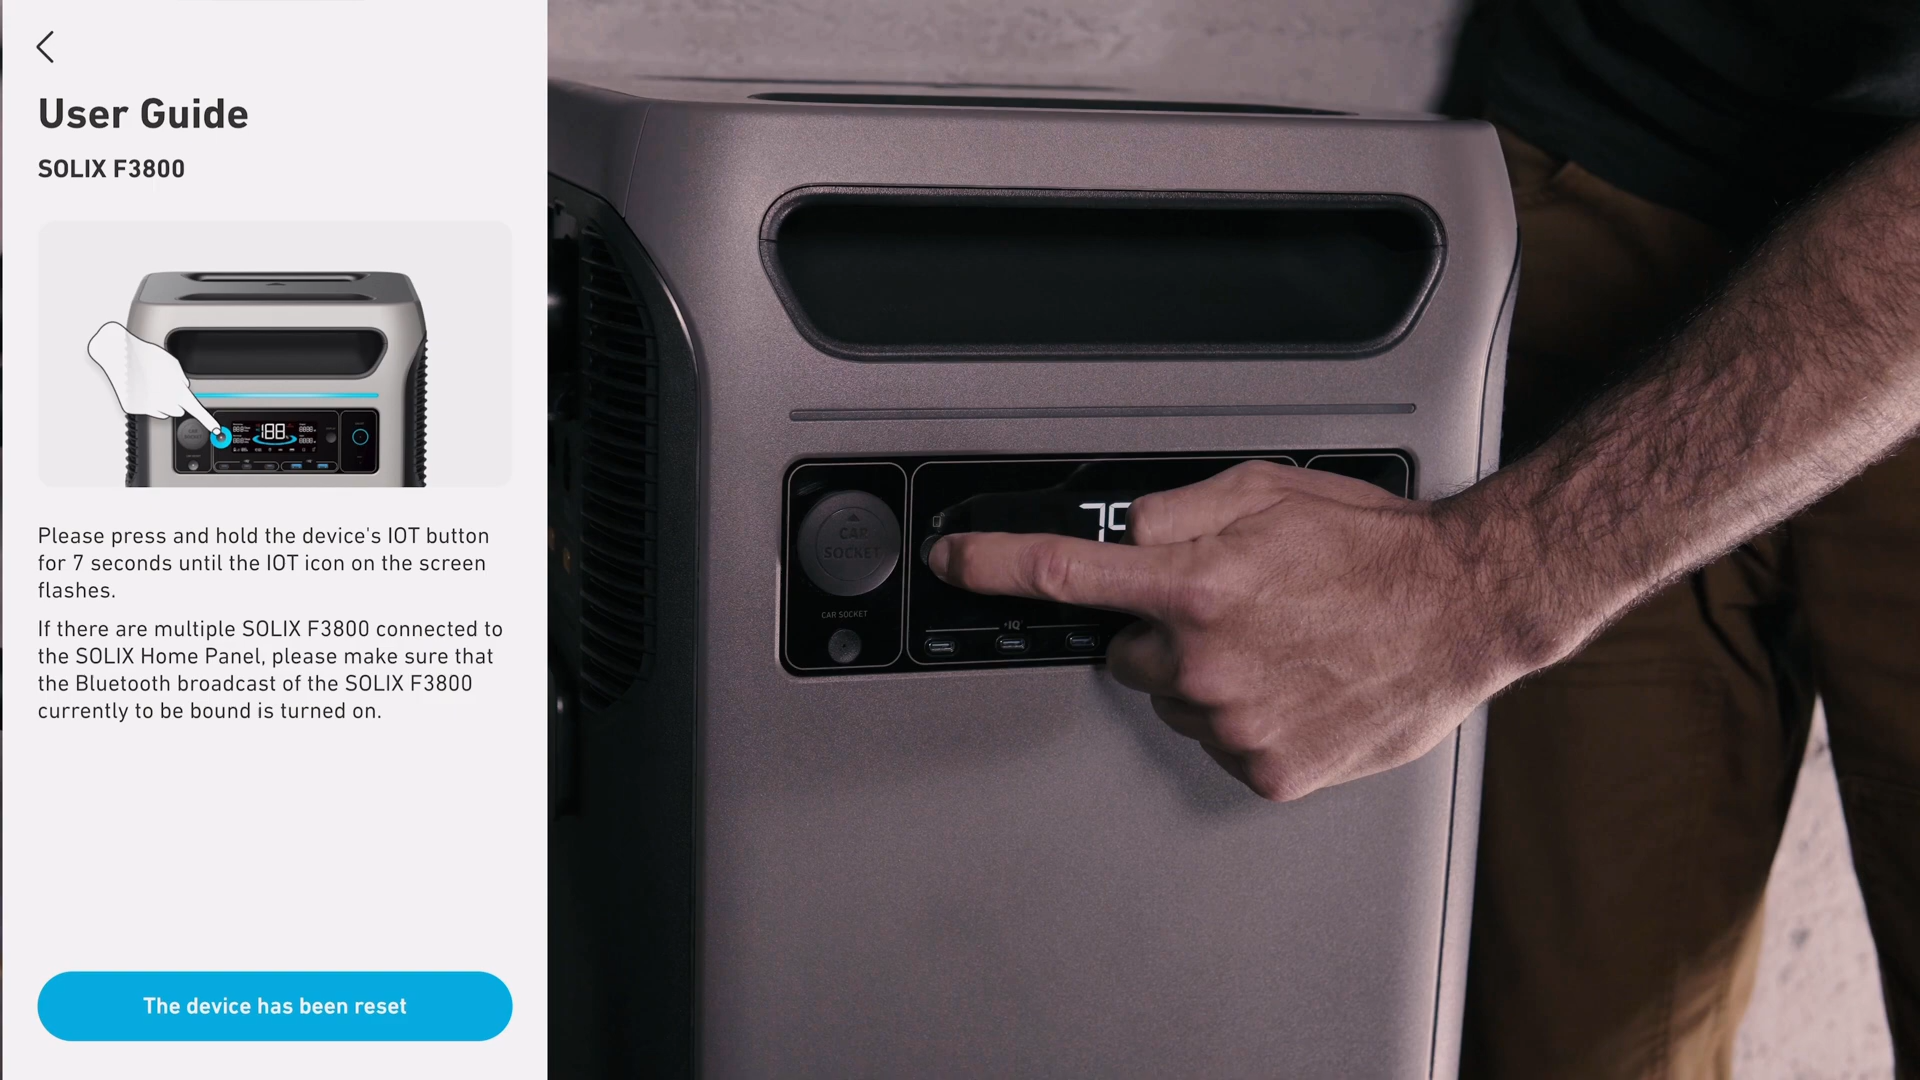 User Guide
SOLIX F3800
188
Please press and hold the device's IOT button
for 7 seconds until the IOT icon on the screen
flashes.
If there are multiple SOLIX F3800 connected to
the SOLIX Home Panel, please make sure that
the Bluetooth broadcast of the SOLIX F3800
currently to be bound is turned on.
The device has been reset
CAR
SOCKET
CAR SOCKET
IQ